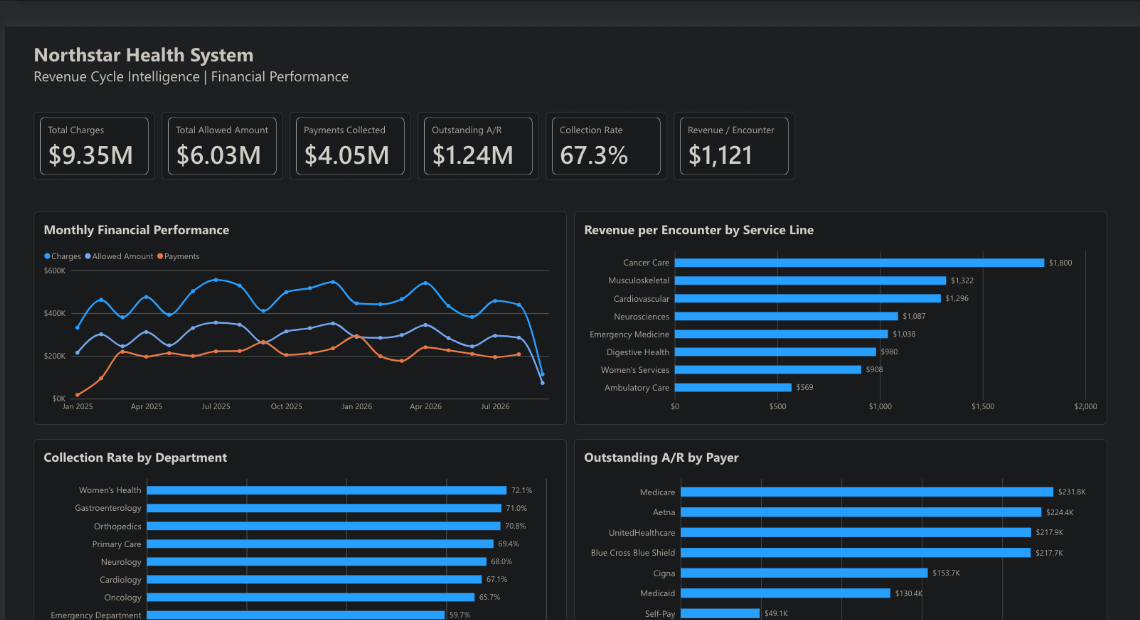 Northstar Health System
Revenue Cycle Intelligence | Financial Performance
Total Charges
$9.35M
Total Allowed Amount
$6.03M
Payments Collected
$4.05M
Outstanding A/R
$1.24M
Collection Rate
67.3%
Revenue / Encounter
$1,121
Monthly Financial Performance
Charges Allowed Amount Payments
$600K
$400K
$200K
$0K
Jan 2025 Apr 2025 Jul 2025 Oct 2025 Jan 2026 Apr 2026 Jul 2026
Revenue per Encounter by Service Line
Cancer Care $1,800
Musculoskeletal $1,322
Cardiovascular $1,296
Neurosciences $1,087
Emergency Medicine $1,038
Digestive Health $980
Women's Services $908
Ambulatory Care $569
$0 $500 $1,000 $1,500 $2,000
Collection Rate by Department
Women's Health 72.1%
Gastroenterology 71.0%
Orthopedics 70.8%
Primary Care 69.4%
Neurology 68.0%
Cardiology 67.1%
Oncology 65.7%
Emergency Department 59.7%
Outstanding A/R by Payer
Medicare $231.8K
Aetna $224.4K
UnitedHealthcare $217.9K
Blue Cross Blue Shield $217.7K
Cigna $153.7K
Medicaid $130.4K
Self-Pay $49.1K